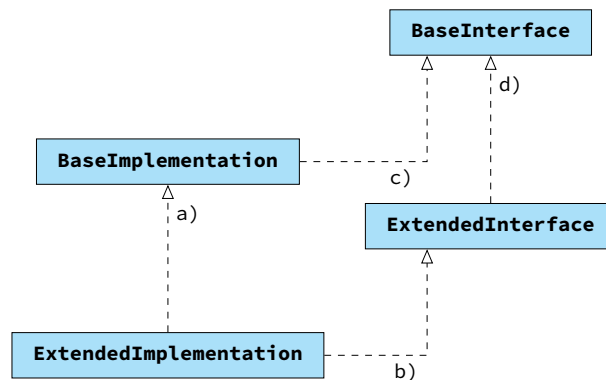 BaseInterface
d)
BaseImplementation
c)
a)
ExtendedInterface
ExtendedImplementation
b)